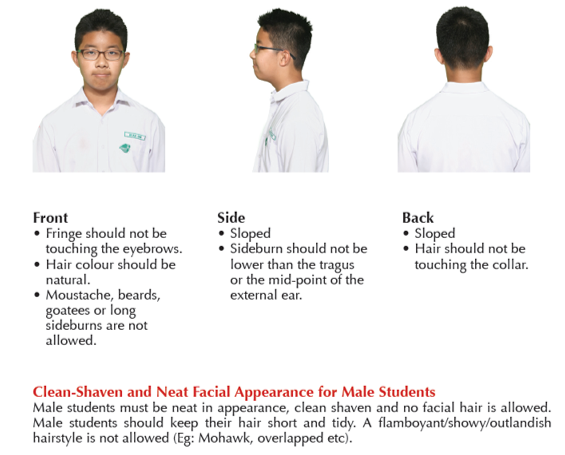 Front
• Fringe should not be
touching the eyebrows.
• Hair colour should be
natural.
• Moustache, beards,
goatees or long
sideburns are not
allowed.
Side
• Sloped
• Sideburn should not be
lower than the tragus
or the mid-point of the
external ear.
Back
• Sloped
• Hair should not be
touching the collar.
Clean-Shaven and Neat Facial Appearance for Male Students
Male students must be neat in appearance, clean shaven and no facial hair is allowed.
Male students should keep their hair short and tidy. A flamboyant/showy/outlandish
hairstyle is not allowed (Eg: Mohawk, overlapped etc).